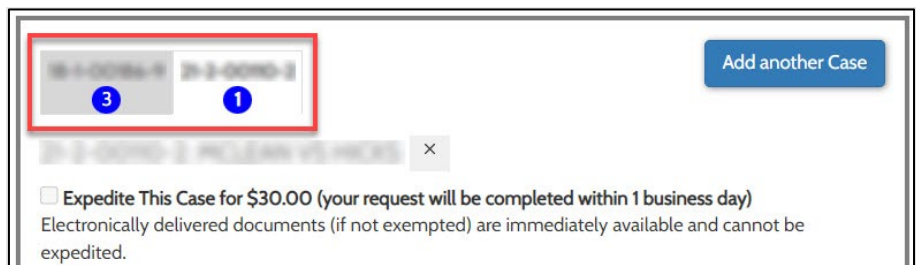 Add another Case
3 1
×
Expedite This Case for $30.00 (your request will be completed within 1 business day)
Electronically delivered documents (if not exempted) are immediately available and cannot be
expedited.